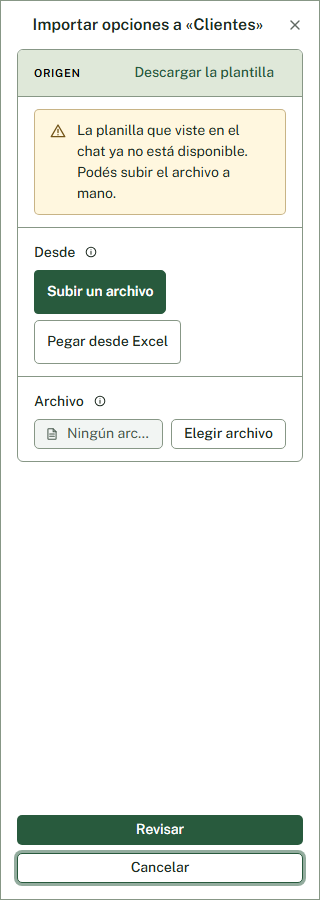 Importar opciones a «Clientes»
ORIGEN
Descargar la plantilla
La planilla que viste en el
chat ya no está disponible.
Podés subir el archivo a
mano.
Desde
Subir un archivo
Pegar desde Excel
Archivo
Ningún arc...
Elegir archivo
Revisar
Cancelar